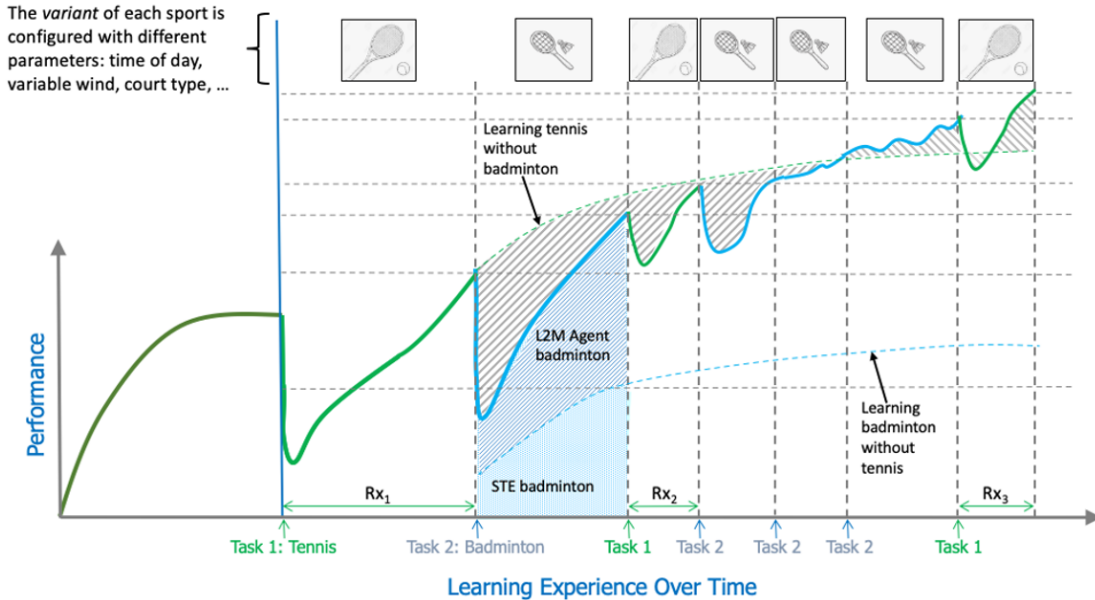 The variant of each sport is
configured with different
parameters: time of day,
variable wind, court type, ...
Learning tennis
without
badminton
L2M Agent
badminton
Learning
badminton
without
tennis
STE badminton
Performance
Rx1
Rx2
Rx3
Task 1: Tennis
Task 2: Badminton
Task 1
Task 2
Task 2
Task 2
Task 1
Learning Experience Over Time